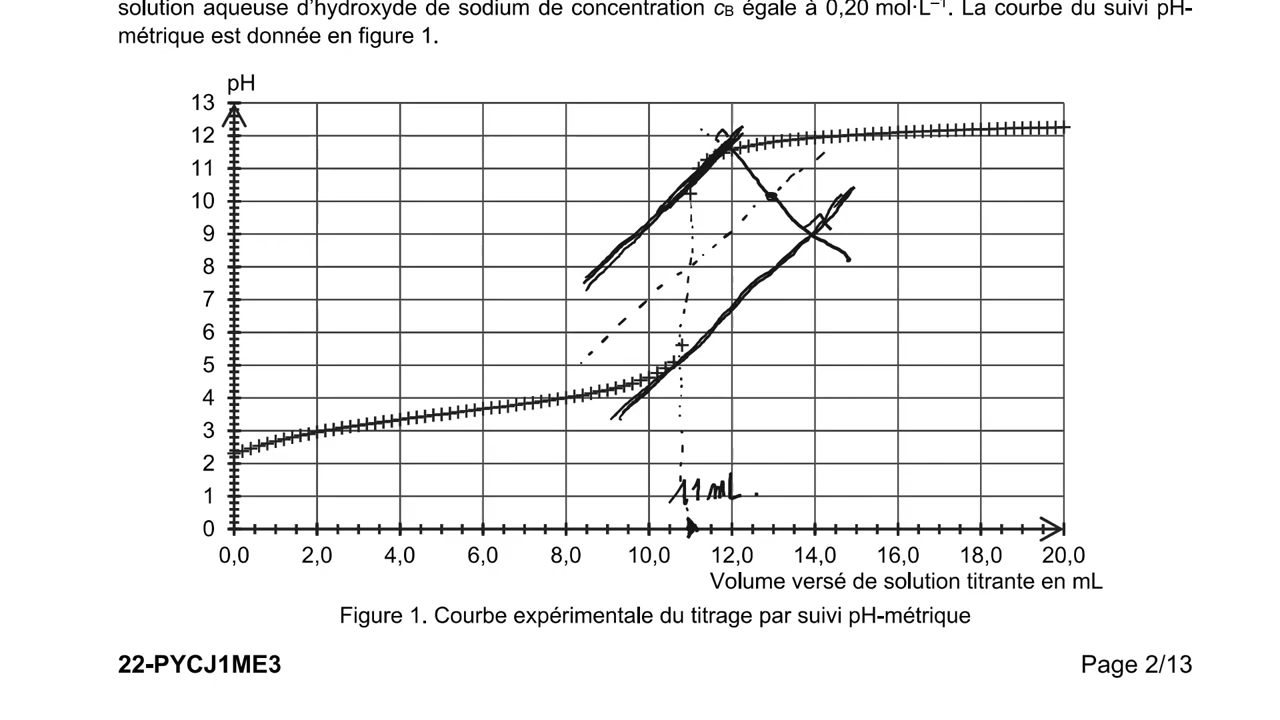 solution aqueuse d'hydroxyde de sodium de concentration cB égale à 0,20 mol·L⁻¹. La courbe du suivi pH-
métrique est donnée en figure 1.
pH
13
12
11
10
9
8
7
6
5
4
3
2
1
0
11 mL.
0,0 2,0 4,0 6,0 8,0 10,0 12,0 14,0 16,0 18,0 20,0
Volume versé de solution titrante en mL
Figure 1. Courbe expérimentale du titrage par suivi pH-métrique
22-PYCJ1ME3 Page 2/13